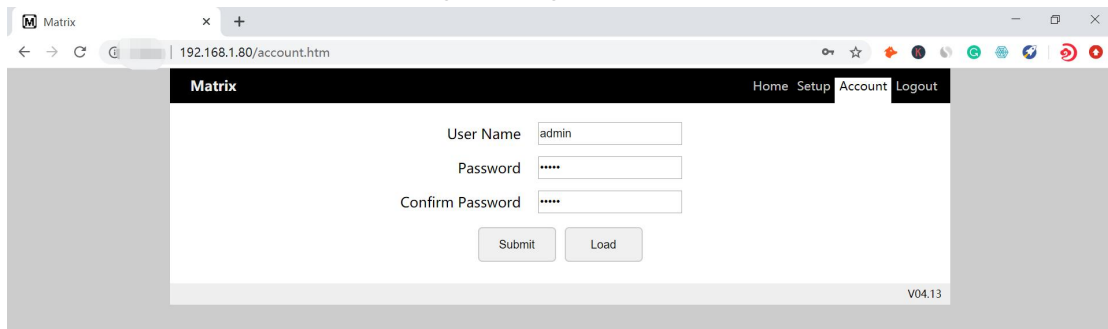 M Matrix
192.168.1.80/account.htm
Matrix
Home Setup Account Logout
User Name admin
Password •••••
Confirm Password •••••
Submit Load
V04.13